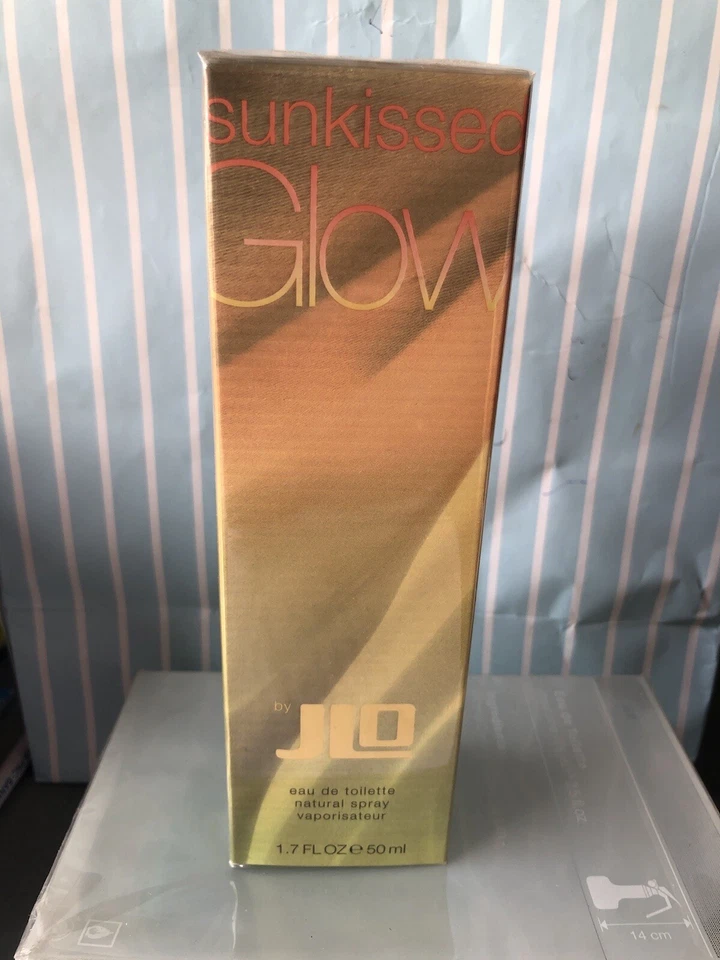 sunkissed
Glow
by JLO
eau de toilette
natural spray
vaporisateur
1.7 FL OZ e 50 ml
14 cm